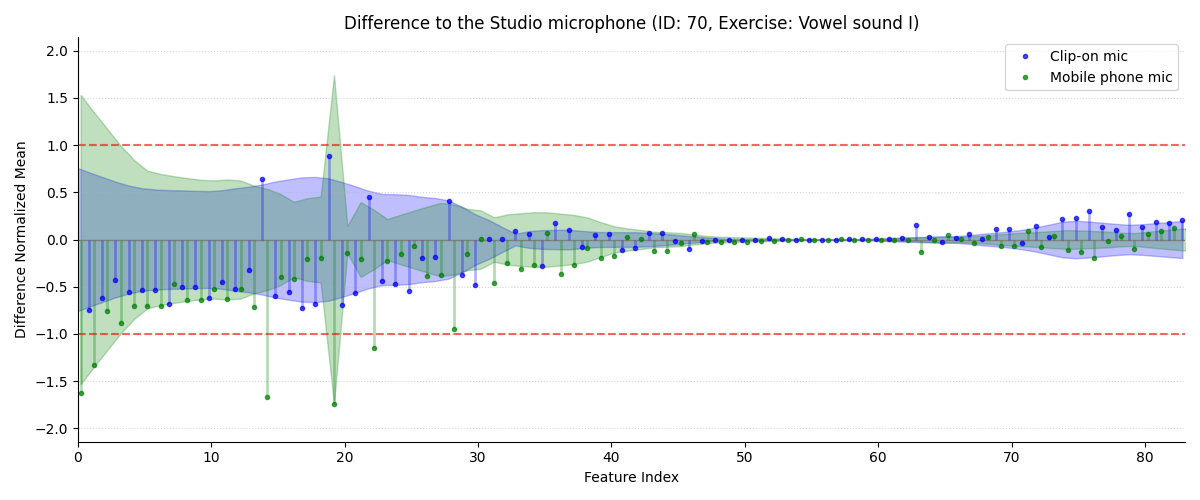 Difference to the Studio microphone (ID: 70, Exercise: Vowel sound I)
Clip-on mic
Mobile phone mic
Difference Normalized Mean
2.0
1.5
1.0
0.5
0.0
−0.5
−1.0
−1.5
−2.0
0 10 20 30 40 50 60 70 80
Feature Index